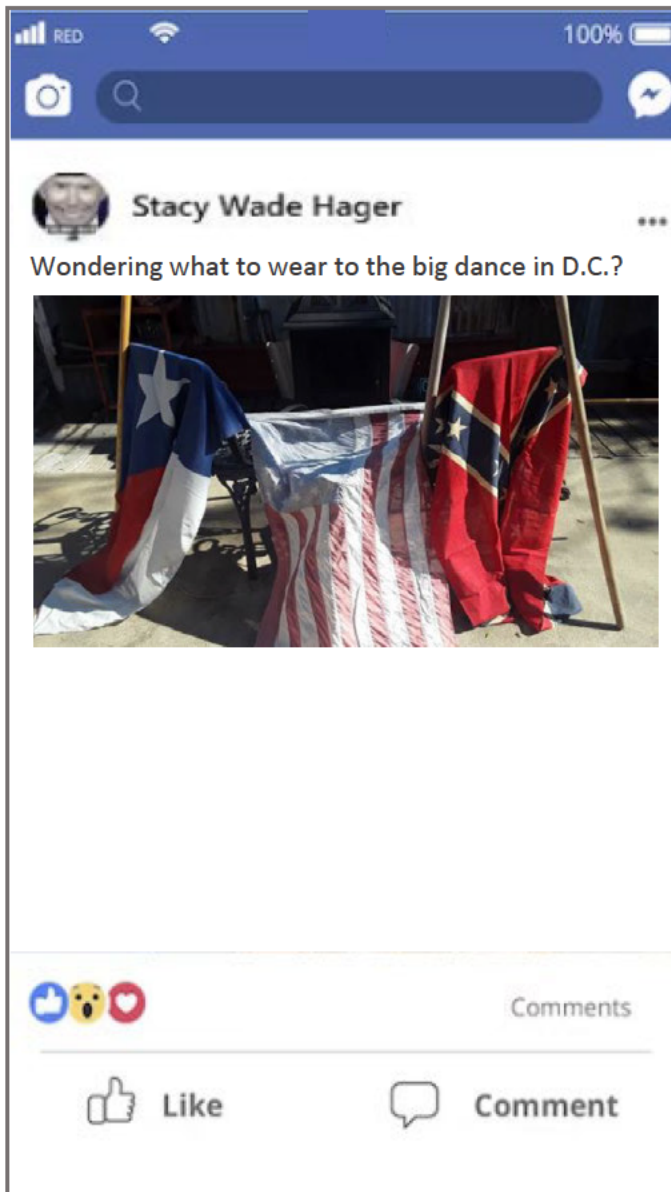 RED
100%
Stacy Wade Hager
Wondering what to wear to the big dance in D.C.?
Comments
Like
Comment